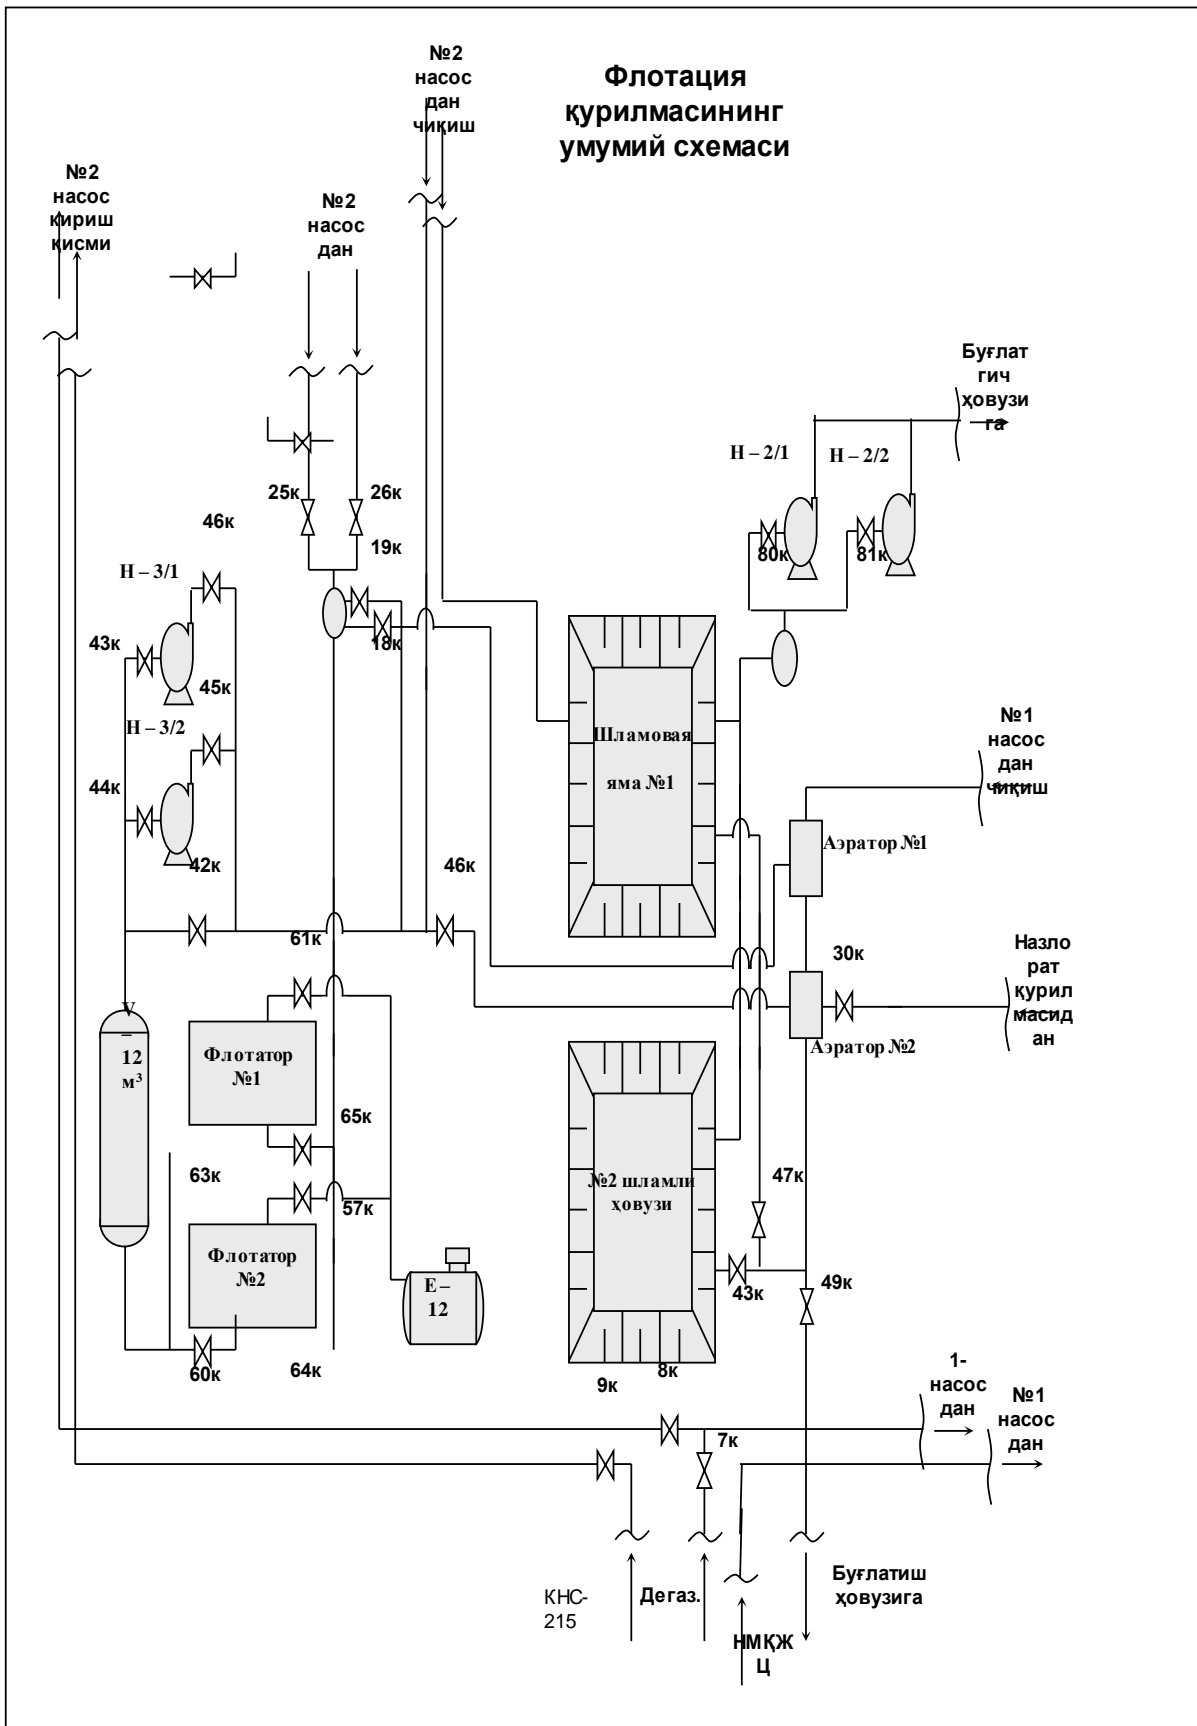 Флотация
қурилмасининг
умумий схемаси
№2
насос
дан
чиқиш
№2
насос
кириш
қисми
№2
насос
дан
Буғлат
гич
ҳовузи
га
Н – 2/1
Н – 2/2
25к
26к
46к
19к
80к
81к
Н – 3/1
43к
18к
45к
Н – 3/2
Шламовая
яма №1
№1
насос
дан
чиқиш
44к
42к
46к
Аэратор №1
61к
30к
Назло
рат
қурил
масид
ан
V
–
12
м³
Флотатор
№1
Аэратор №2
65к
63к
57к
№2 шламли
ҳовузи
47к
Флотатор
№2
Е –
12
43к
49к
60к
64к
9к
8к
1-
насос
дан
№1
насос
дан
7к
КНС-
215
Дегаз.
НМҚЖ
Ц
Буғлатиш
ҳовузига